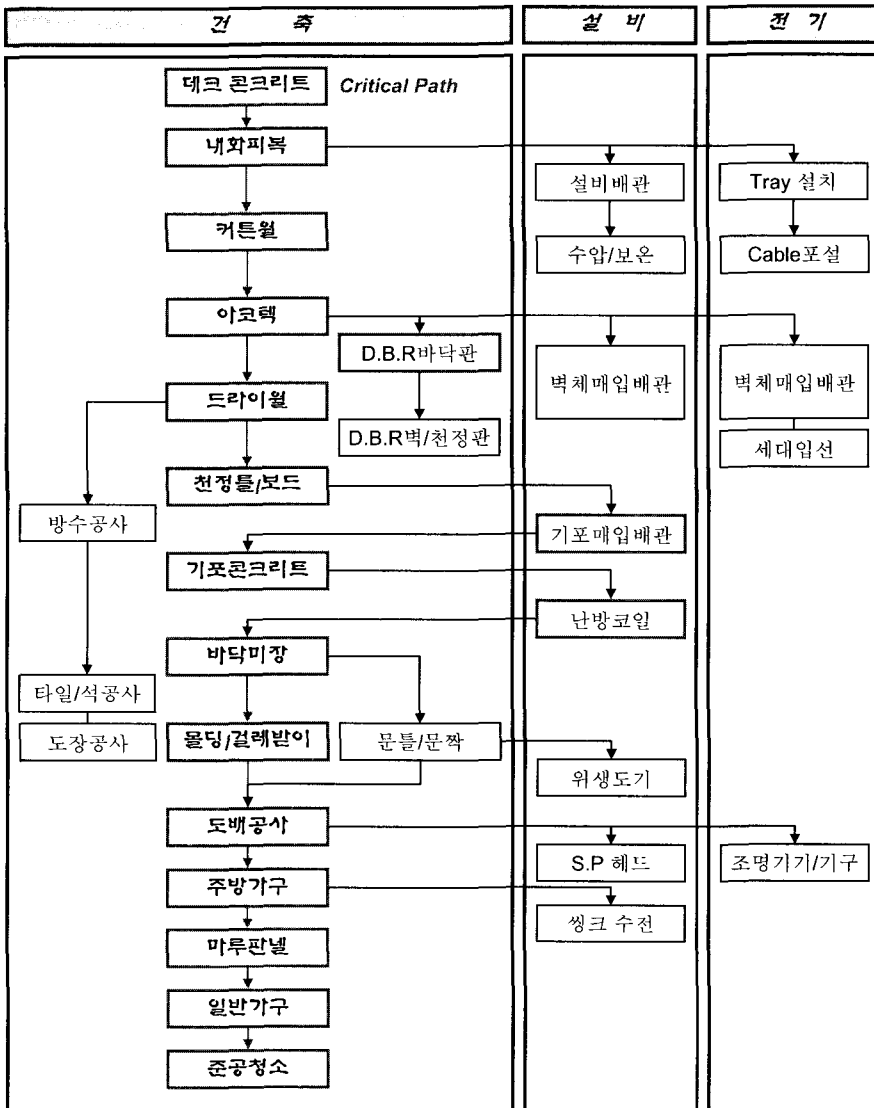 건 축
설 비
전 기
데크 콘크리트
Critical Path
내화피복
설비배관
Tray 설치
커튼월
수압/보온
Cable포설
아코텍
D.B.R바닥판
벽체매입배관
벽체매입배관
드라이월
D.B.R벽/천정판
세대입선
천정틀/보드
방수공사
기포매입배관
기포콘크리트
난방코일
바닥미장
타일/석공사
도장공사
몰딩/걸레받이
문틀/문짝
위생도기
도배공사
S.P 헤드
조명기기/기구
주방가구
씽크 수전
마루판넬
일반가구
준공청소